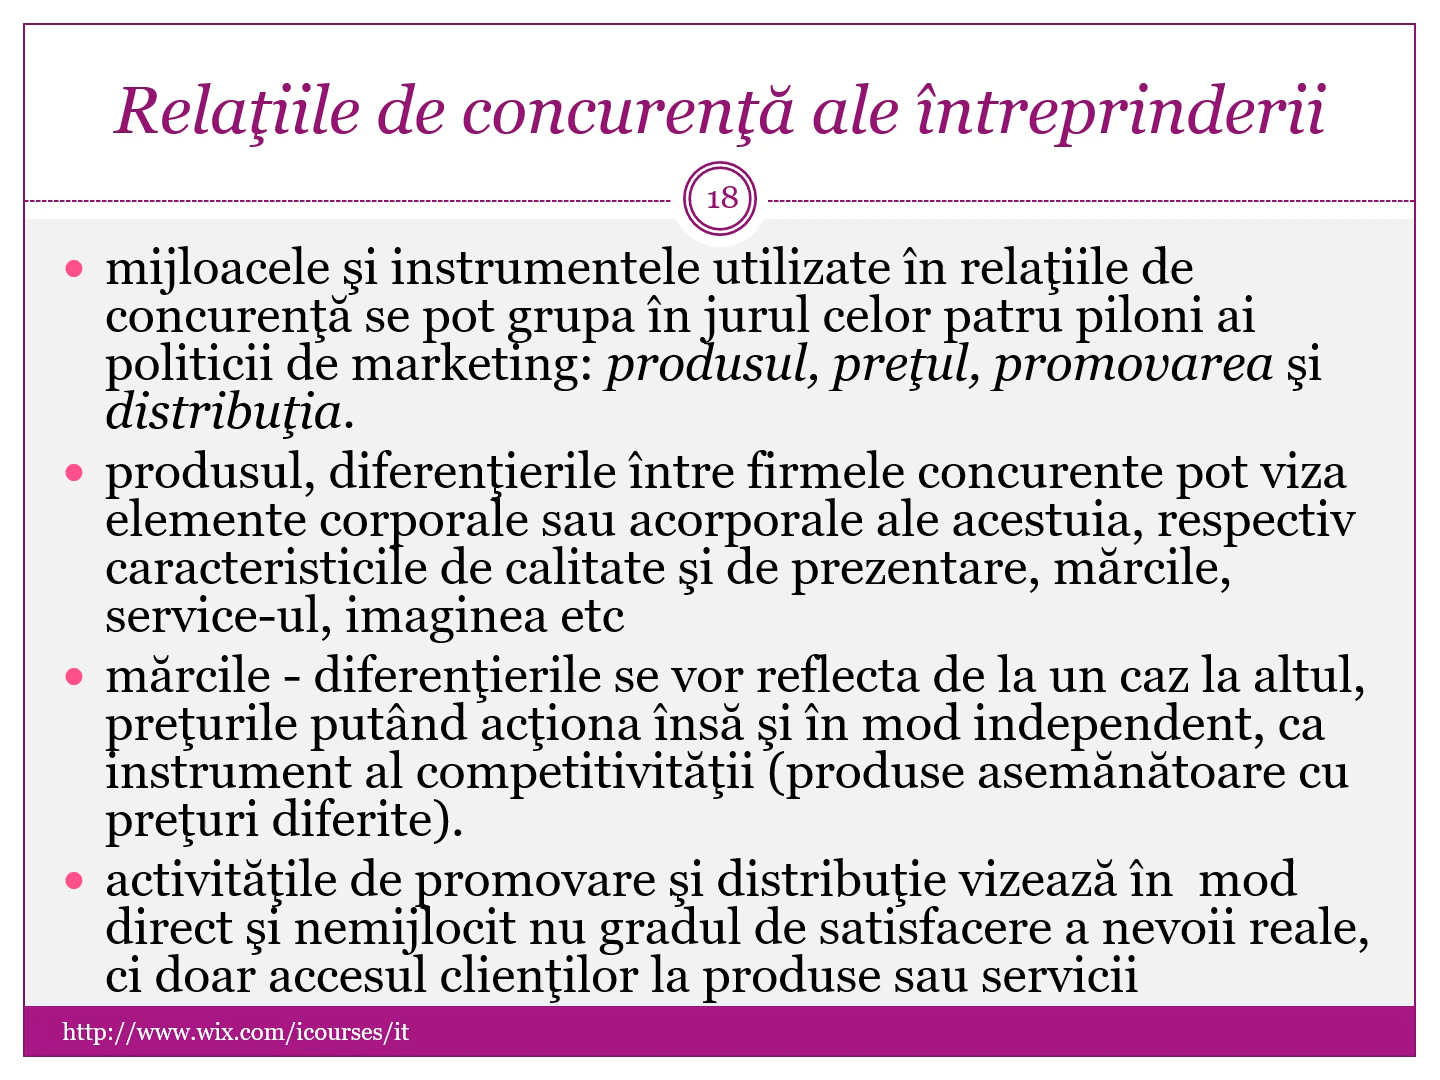 Relaţiile de concurenţă ale întreprinderii
18
• mijloacele şi instrumentele utilizate în relaţiile de
concurenţă se pot grupa în jurul celor patru piloni ai
politicii de marketing: produsul, preţul, promovarea şi
distribuţia.
• produsul, diferenţierile între firmele concurente pot viza
elemente corporale sau acorporale ale acestuia, respectiv
caracteristicile de calitate şi de prezentare, mărcile,
service-ul, imaginea etc
• mărcile - diferenţierile se vor reflecta de la un caz la altul,
preţurile putând acţiona însă şi în mod independent, ca
instrument al competitivităţii (produse asemănătoare cu
preţuri diferite).
• activităţile de promovare şi distribuţie vizează în  mod
direct şi nemijlocit nu gradul de satisfacere a nevoii reale,
ci doar accesul clienţilor la produse sau servicii
http://www.wix.com/icourses/it